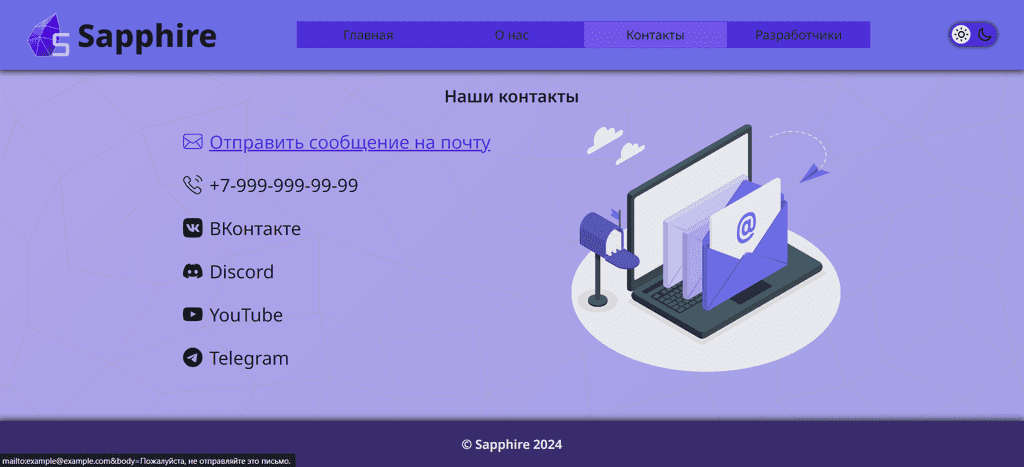 Sapphire
Главная
О нас
Контакты
Разработчики
Наши контакты
Отправить сообщение на почту
+7-999-999-99-99
ВКонтакте
Discord
YouTube
Telegram
@
© Sapphire 2024
mailto:example@example.com&body=Пожалуйста, не отправляйте это письмо.